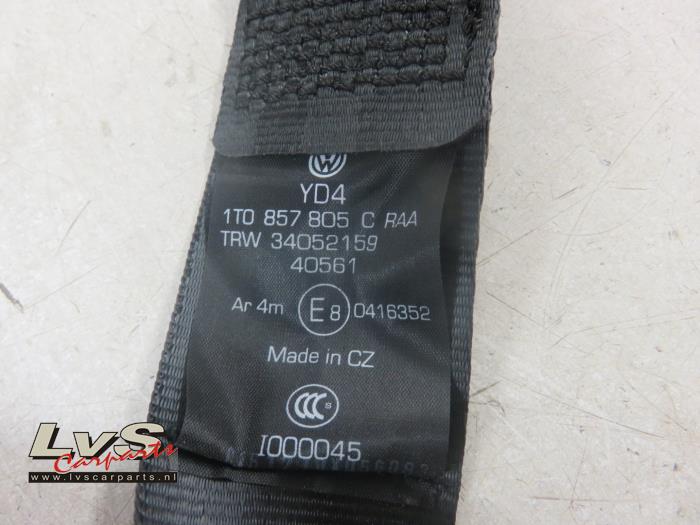 YD4
1T0 857 805 C RAA
TRW 34052159
40561
Ar 4m E8 0416352
Made in CZ
CCC S
I000045
LvS
Carparts
www.lvscarparts.nl